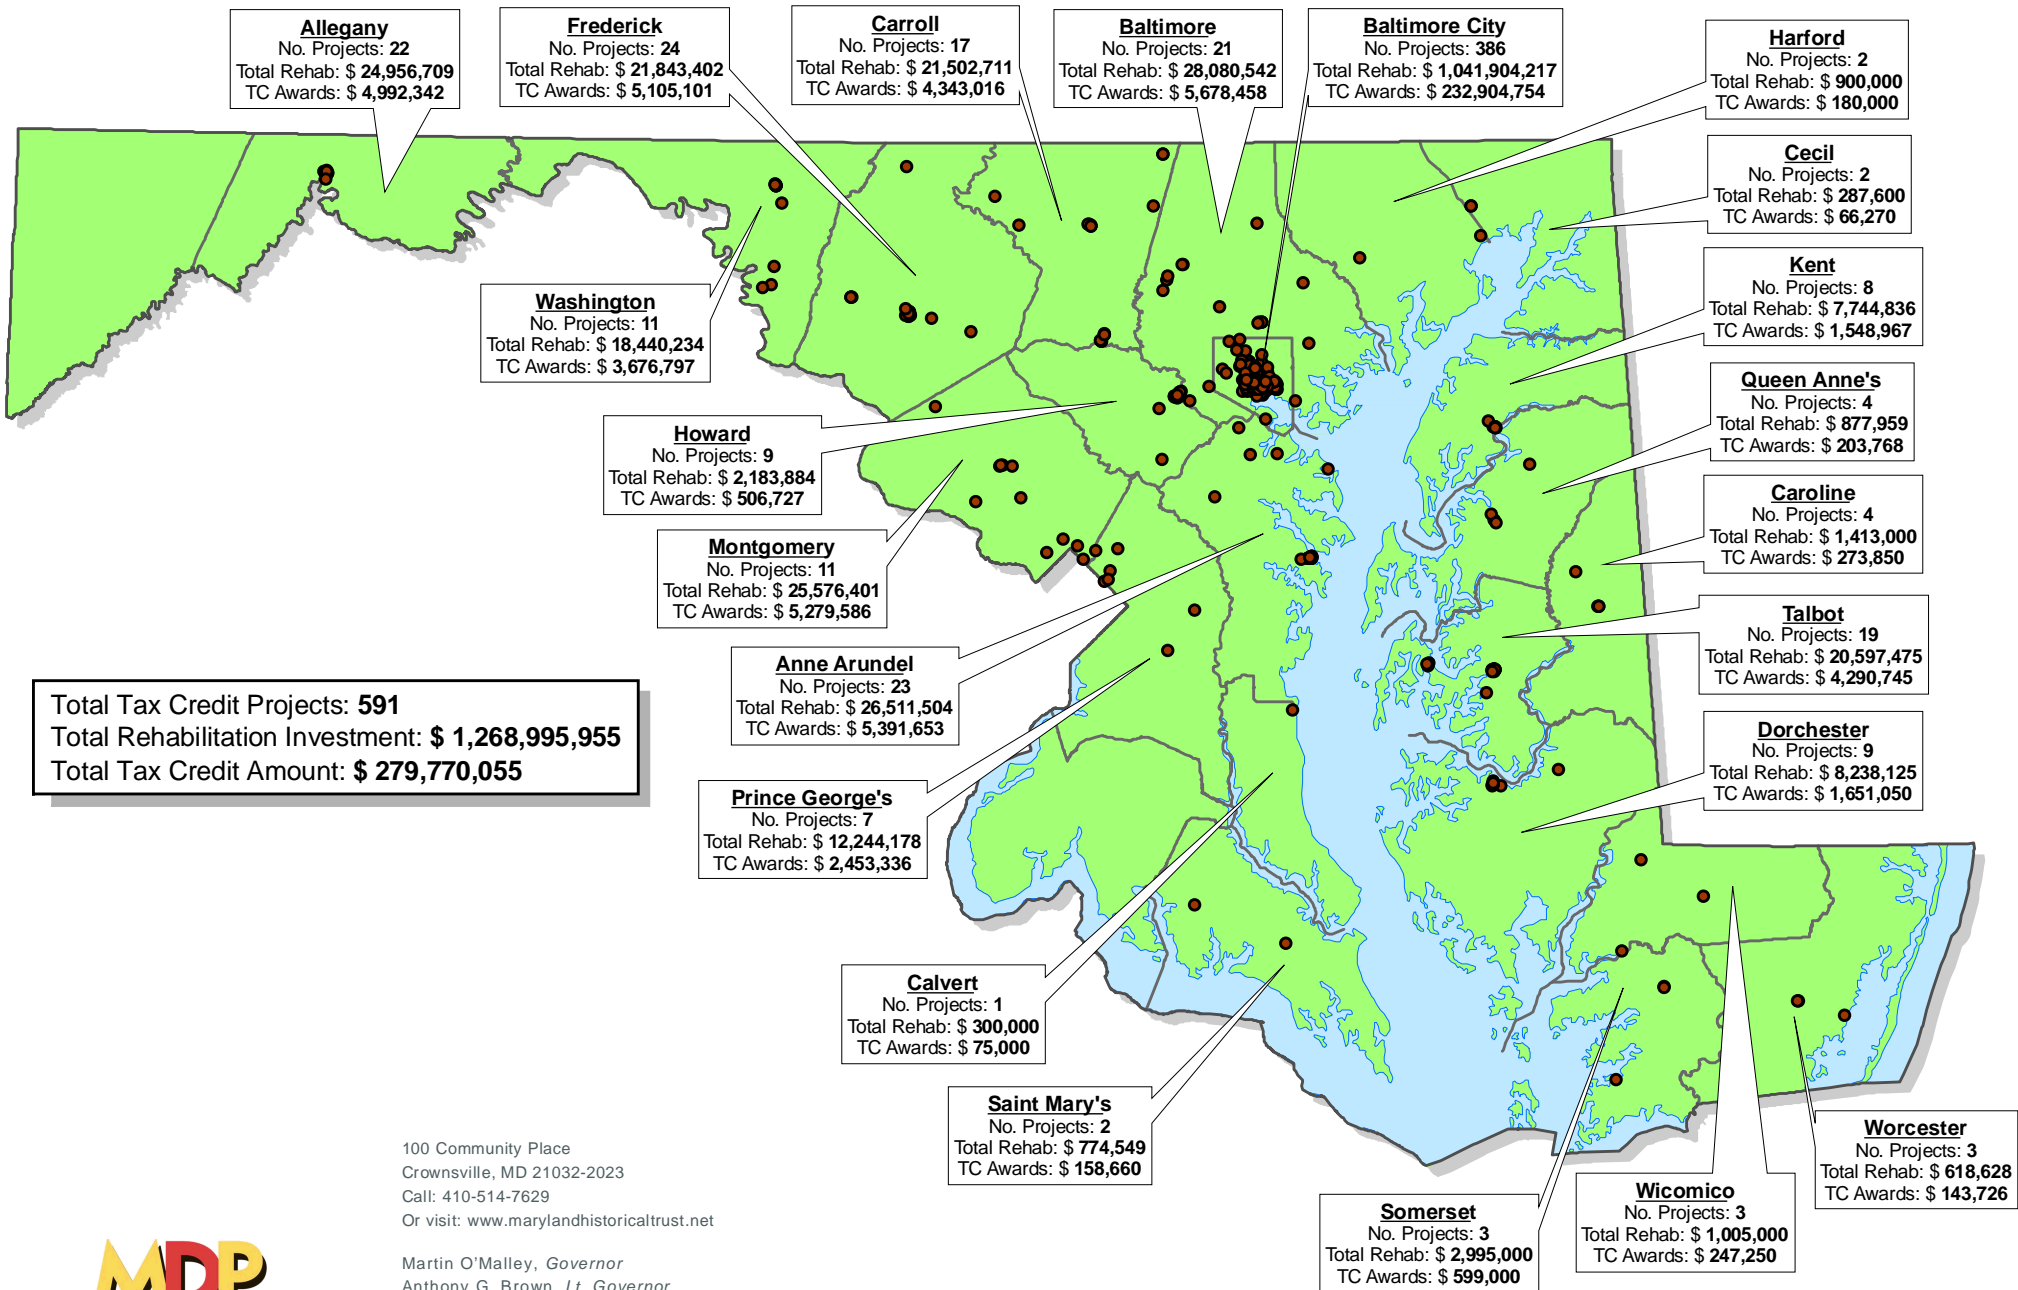 Allegany
No. Projects: 22
Total Rehab: $ 24,956,709
TC Awards: $ 4,992,342
Frederick
No. Projects: 24
Total Rehab: $ 21,843,402
TC Awards: $ 5,105,101
Carroll
No. Projects: 17
Total Rehab: $ 21,502,711
TC Awards: $ 4,343,016
Baltimore
No. Projects: 21
Total Rehab: $ 28,080,542
TC Awards: $ 5,678,458
Baltimore City
No. Projects: 386
Total Rehab: $ 1,041,904,217
TC Awards: $ 232,904,754
Harford
No. Projects: 2
Total Rehab: $ 900,000
TC Awards: $ 180,000
Cecil
No. Projects: 2
Total Rehab: $ 287,600
TC Awards: $ 66,270
Kent
No. Projects: 8
Total Rehab: $ 7,744,836
TC Awards: $ 1,548,967
Washington
No. Projects: 11
Total Rehab: $ 18,440,234
TC Awards: $ 3,676,797
Queen Anne's
No. Projects: 4
Total Rehab: $ 877,959
TC Awards: $ 203,768
Howard
No. Projects: 9
Total Rehab: $ 2,183,884
TC Awards: $ 506,727
Caroline
No. Projects: 4
Total Rehab: $ 1,413,000
TC Awards: $ 273,850
Montgomery
No. Projects: 11
Total Rehab: $ 25,576,401
TC Awards: $ 5,279,586
Talbot
No. Projects: 19
Total Rehab: $ 20,597,475
TC Awards: $ 4,290,745
Anne Arundel
No. Projects: 23
Total Rehab: $ 26,511,504
TC Awards: $ 5,391,653
Total Tax Credit Projects: 591
Total Rehabilitation Investment: $ 1,268,995,955
Total Tax Credit Amount: $ 279,770,055
Dorchester
No. Projects: 9
Total Rehab: $ 8,238,125
TC Awards: $ 1,651,050
Prince George's
No. Projects: 7
Total Rehab: $ 12,244,178
TC Awards: $ 2,453,336
Calvert
No. Projects: 1
Total Rehab: $ 300,000
TC Awards: $ 75,000
Saint Mary's
No. Projects: 2
Total Rehab: $ 774,549
TC Awards: $ 158,660
Worcester
No. Projects: 3
Total Rehab: $ 618,628
TC Awards: $ 143,726
Wicomico
No. Projects: 3
Total Rehab: $ 1,005,000
TC Awards: $ 247,250
Somerset
No. Projects: 3
Total Rehab: $ 2,995,000
TC Awards: $ 599,000
100 Community Place
Crownsville, MD 21032-2023
Call: 410-514-7629
Or visit: www.marylandhistoricaltrust.net
Martin O'Malley, Governor
Anthony G. Brown, Lt. Governor
MDP